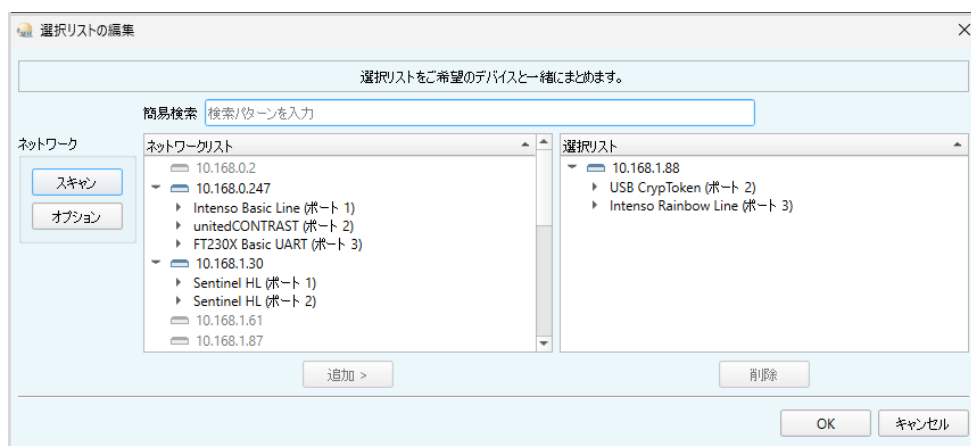 選択リストの編集
選択リストをご希望のデバイスと一緒にまとめます。
簡易検索 検索パターンを入力
ネットワーク
スキャン
オプション
ネットワークリスト
10.168.0.2
10.168.0.247
Intenso Basic Line (ポート 1)
unitedCONTRAST (ポート 2)
FT230X Basic UART (ポート 3)
10.168.1.30
Sentinel HL (ポート 1)
Sentinel HL (ポート 2)
10.168.1.61
10.168.1.87
追加 >
選択リスト
10.168.1.88
USB CrypToken (ポート 2)
Intenso Rainbow Line (ポート 3)
削除
OK キャンセル